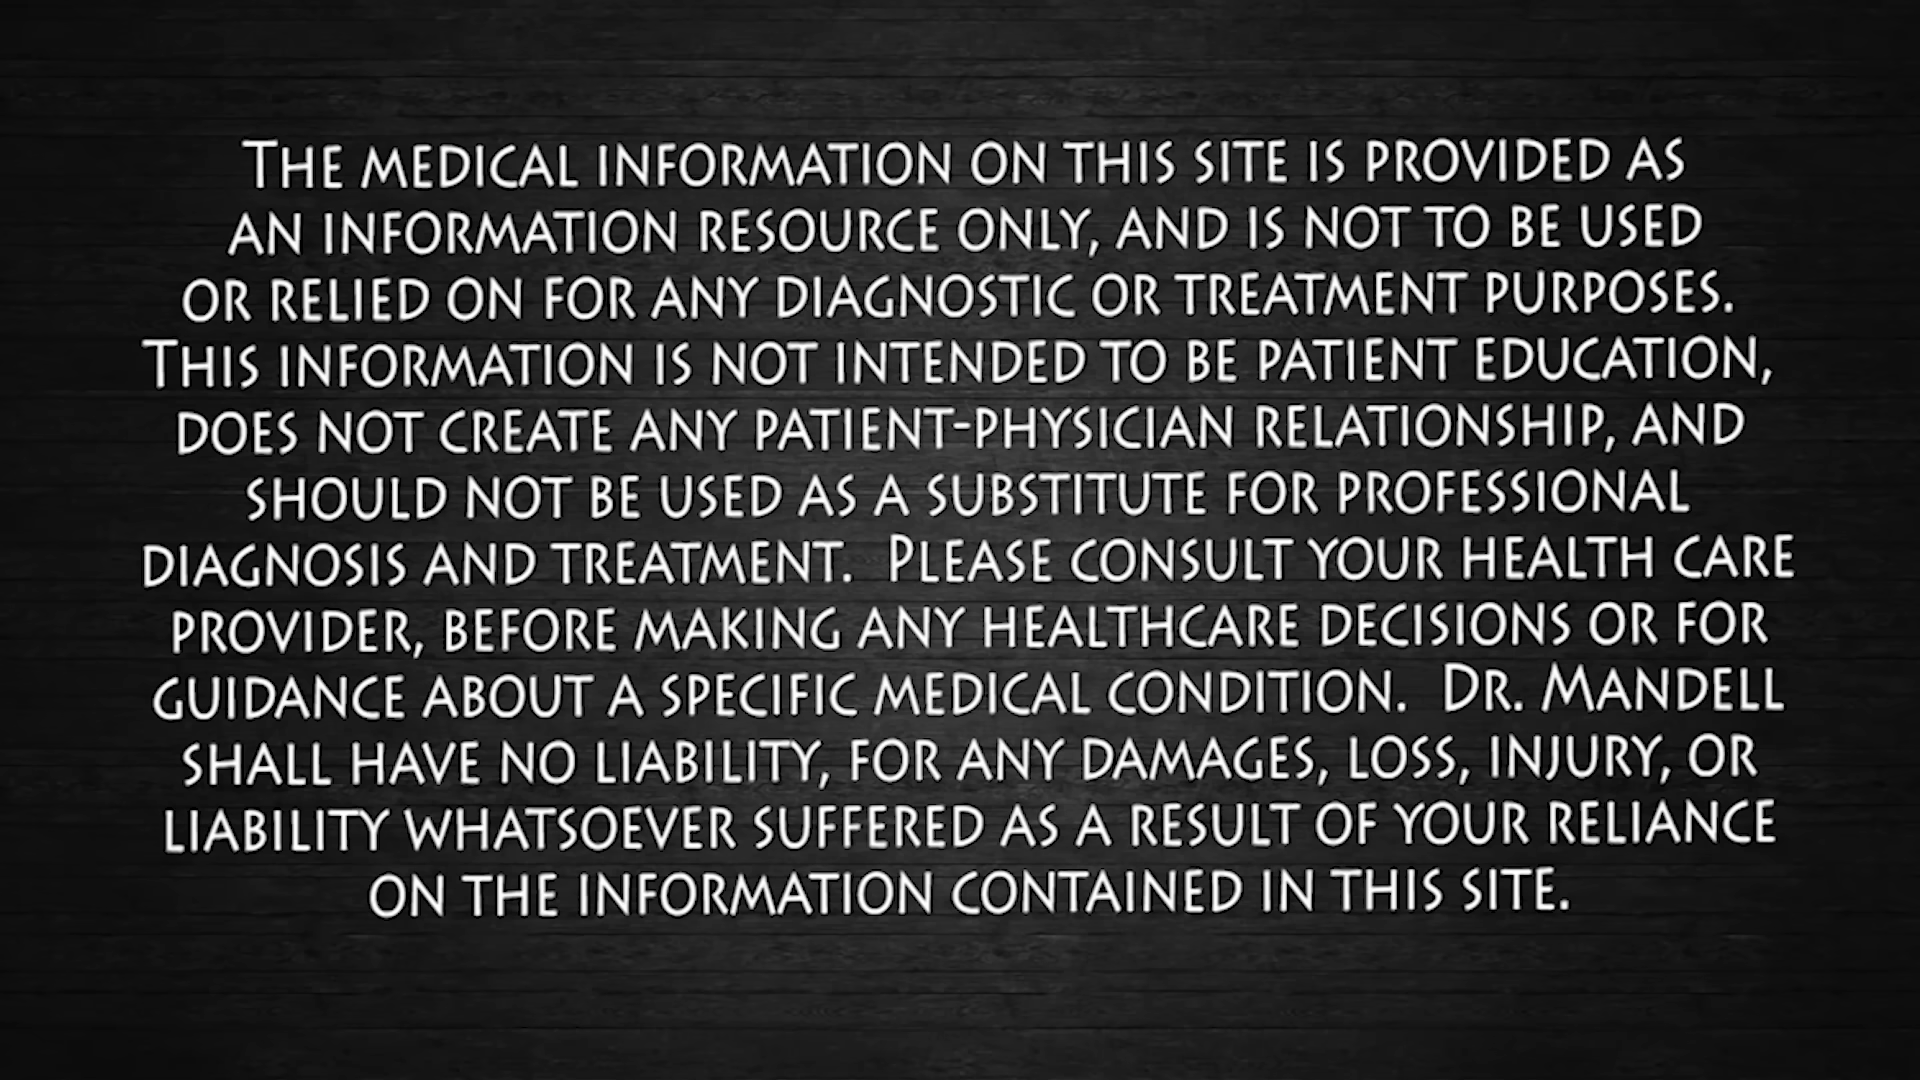 The medical information on this site is provided as
an information resource only, and is not to be used
or relied on for any diagnostic or treatment purposes.
This information is not intended to be patient education,
does not create any patient-physician relationship, and
should not be used as a substitute for professional
diagnosis and treatment.  Please consult your health care
provider, before making any healthcare decisions or for
guidance about a specific medical condition.  Dr. Mandell
shall have no liability, for any damages, loss, injury, or
liability whatsoever suffered as a result of your reliance
on the information contained in this site.